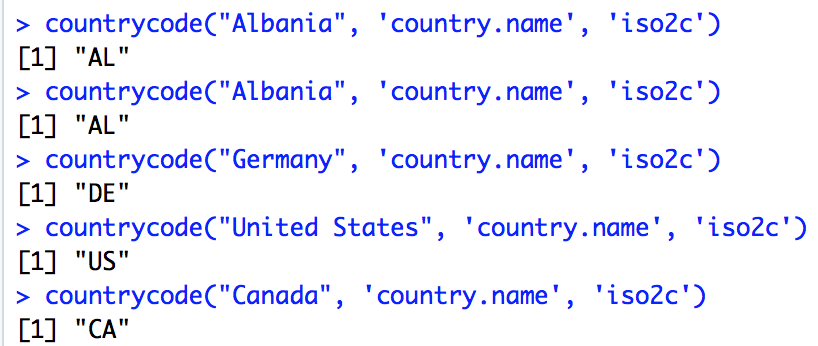 > countrycode("Albania", 'country.name', 'iso2c')
[1] "AL"
> countrycode("Albania", 'country.name', 'iso2c')
[1] "AL"
> countrycode("Germany", 'country.name', 'iso2c')
[1] "DE"
> countrycode("United States", 'country.name', 'iso2c')
[1] "US"
> countrycode("Canada", 'country.name', 'iso2c')
[1] "CA"